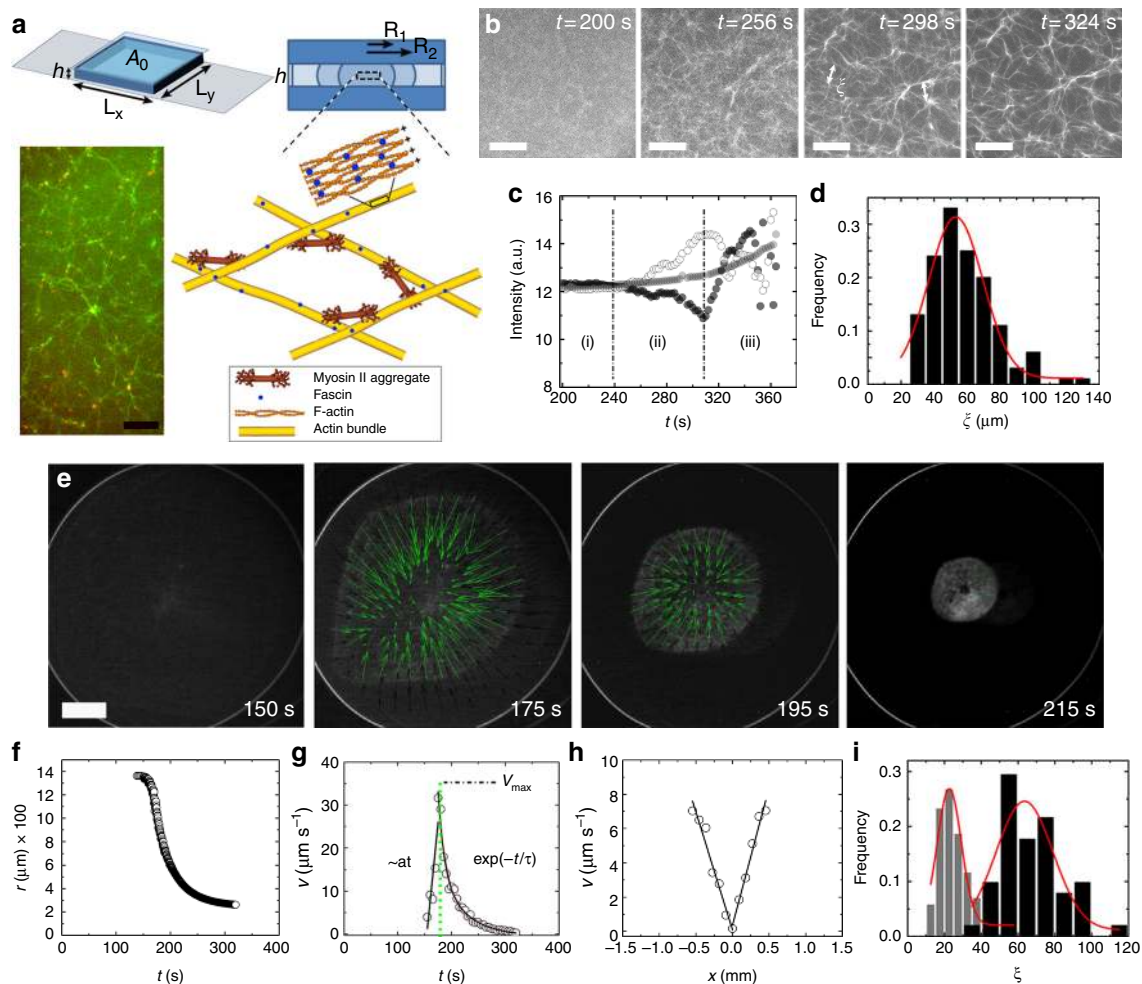 a
A0
h
Lx
Ly
R1
R2
h
+
+
+
+
Myosin II aggregate
Fascin
F-actin
Actin bundle
b
t = 200 s
t = 256 s
t = 298 s
ξ
t = 324 s
c
Intensity (a.u.)
16
14
12
10
8
(i)
(ii)
(iii)
200
240
280
320
360
t (s)
d
Frequency
0.3
0.2
0.1
0.0
0
20
40
60
80
100
120
140
ξ (μm)
e
150 s
175 s
195 s
215 s
f
r (μm) × 100
14
12
10
8
6
4
2
0
0
100
200
300
400
t (s)
g
v (μm s−1)
40
30
20
10
0
Vmax
~at
exp(−t/τ)
0
100
200
300
400
t (s)
h
v (μm s−1)
10
8
6
4
2
0
−1.5
−1.0
−0.5
0.0
0.5
1.0
1.5
x (mm)
i
Frequency
0.3
0.2
0.1
0.0
0
20
40
60
80
100
120
ξ